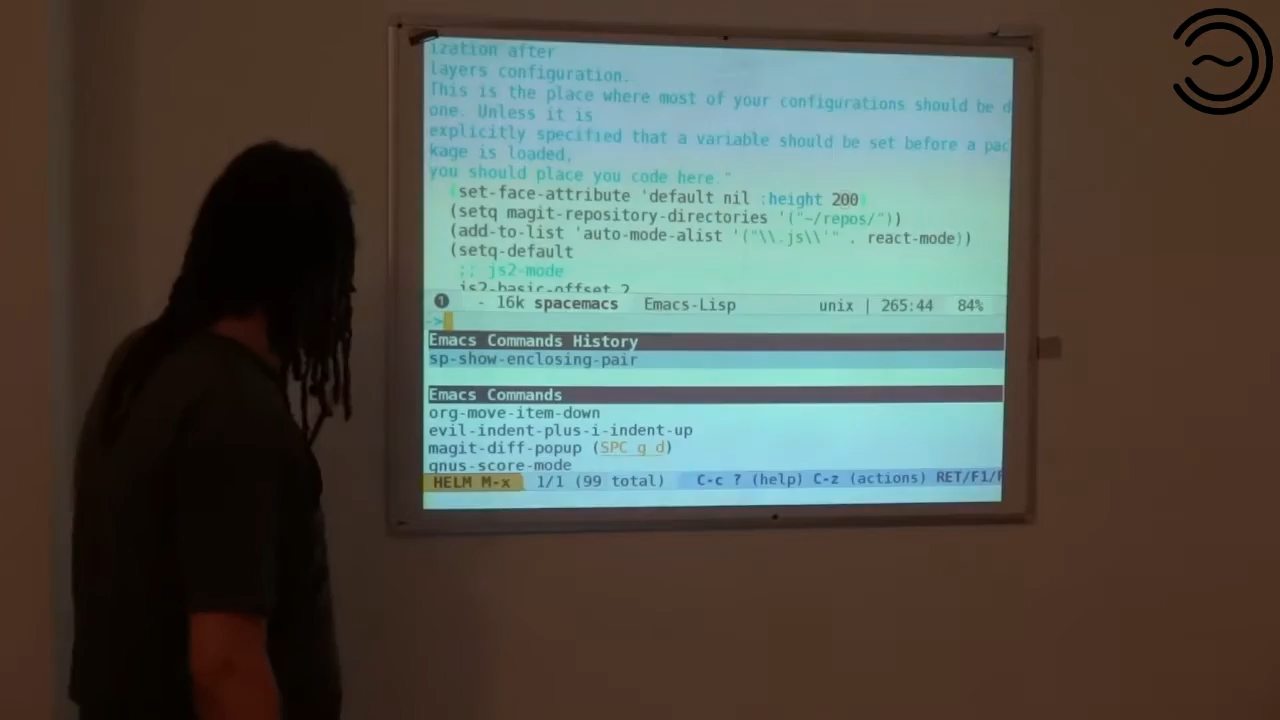 ization after
layers configuration.
This is the place where most of your configurations should be d
one. Unless it is
explicitly specified that a variable should be set before a pac
kage is loaded,
you should place you code here."
(set-face-attribute 'default nil :height 200)
(setq magit-repository-directories '("~/repos/"))
(add-to-list 'auto-mode-alist '("\\.js\\'" . react-mode))
(setq-default
;; js2-mode
js2-basic-offset 2
❶ - 16k spacemacs Emacs-Lisp unix | 265:44 84%
->
Emacs Commands History
sp-show-enclosing-pair
Emacs Commands
org-move-item-down
evil-indent-plus-i-indent-up
magit-diff-popup (SPC g d)
gnus-score-mode
HELM M-x 1/1 (99 total) C-c ? (help) C-z (actions) RET/F1/F